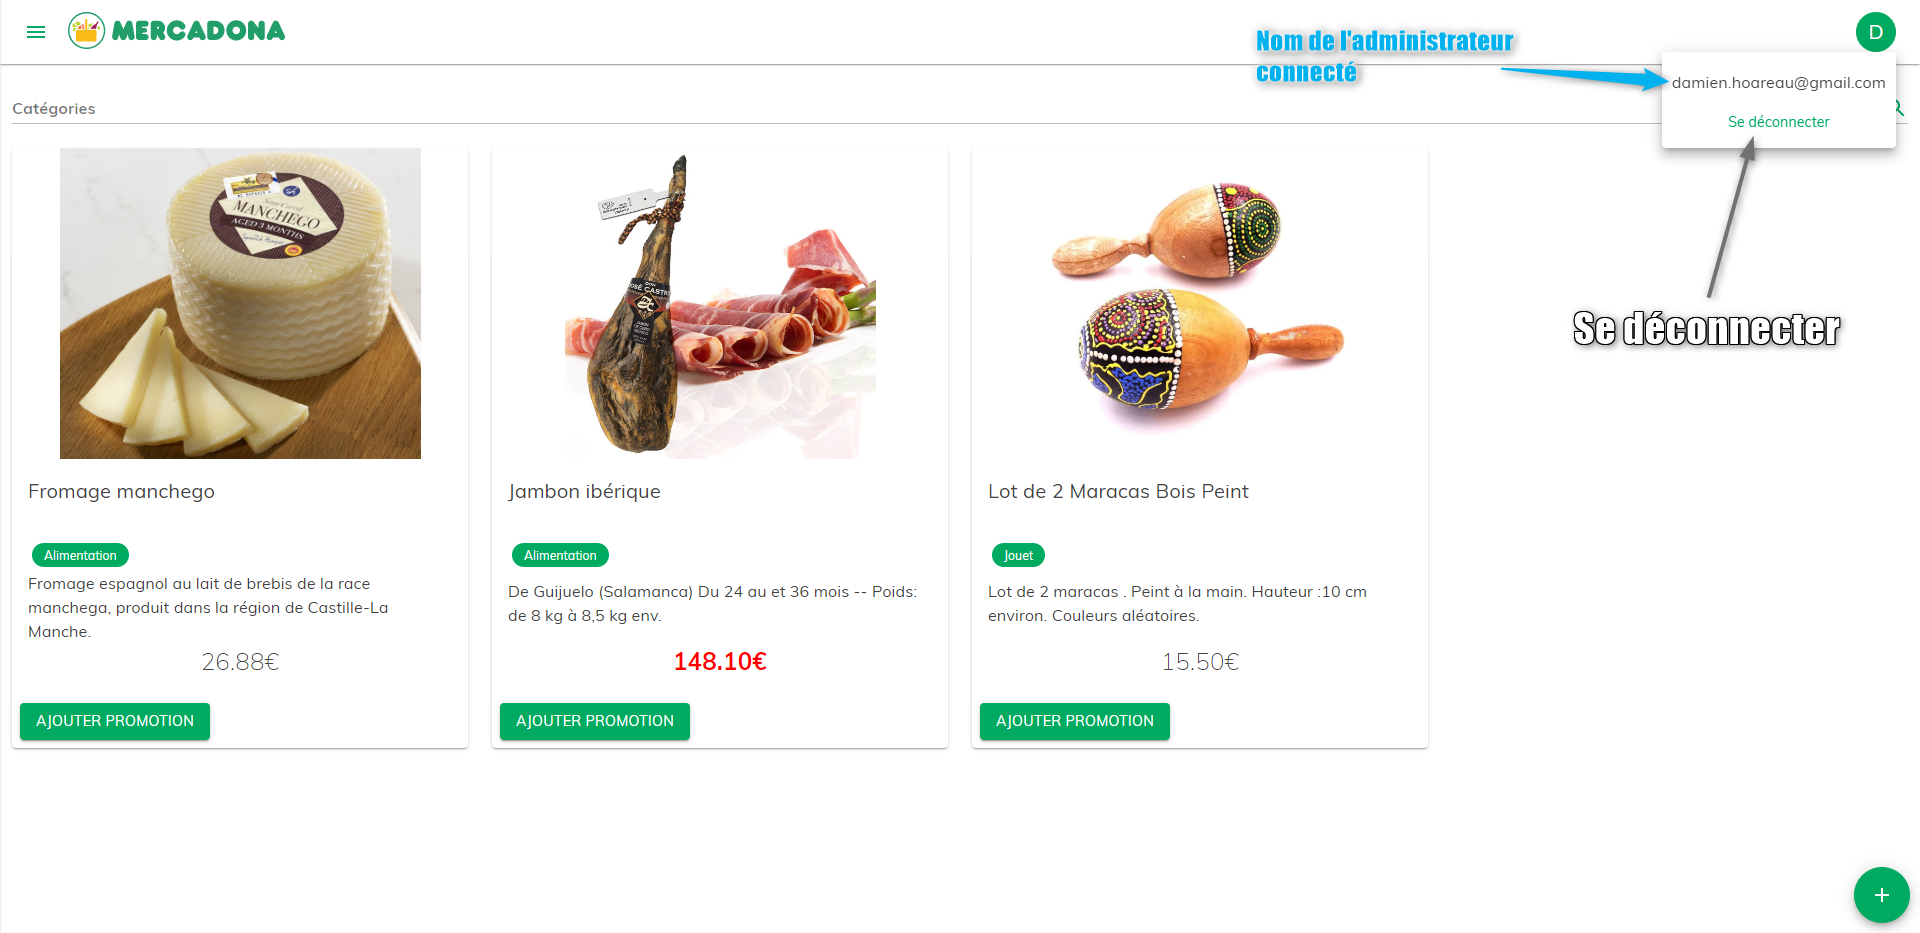 MERCADONA
D
Nom de l'administrateur
connecté
damien.hoareau@gmail.com
Se déconnecter
Catégories
Se déconnecter
MANCHEGO
AGED 3 MONTHS
JOSÉ CASTRO
Fromage manchego
Alimentation
Fromage espagnol au lait de brebis de la race
manchega, produit dans la région de Castille-La
Manche.
26.88€
AJOUTER PROMOTION
Jambon ibérique
Alimentation
De Guijuelo (Salamanca) Du 24 au et 36 mois -- Poids:
de 8 kg à 8,5 kg env.
148.10€
AJOUTER PROMOTION
Lot de 2 Maracas Bois Peint
Jouet
Lot de 2 maracas . Peint à la main. Hauteur :10 cm
environ. Couleurs aléatoires.
15.50€
AJOUTER PROMOTION
+